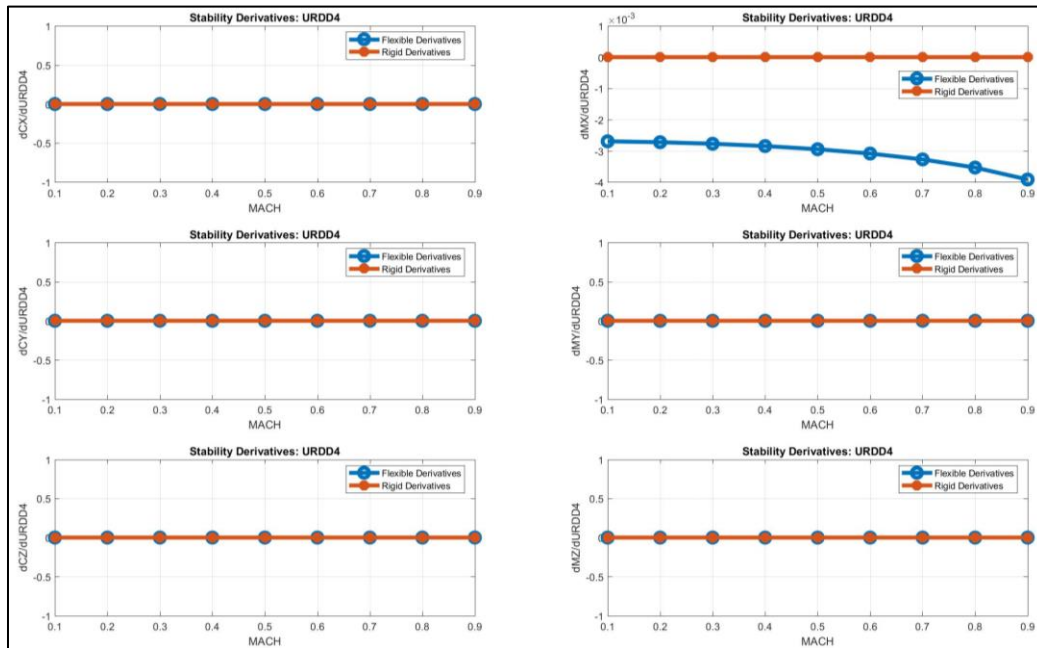 Stability Derivatives: URDD4
1
0.5
0
-0.5
-1
dCX/dURDD4
Flexible Derivatives
Rigid Derivatives
0.1 0.2 0.3 0.4 0.5 0.6 0.7 0.8 0.9
MACH
Stability Derivatives: URDD4
×10⁻³
1
0
-1
-2
-3
-4
dMX/dURDD4
Flexible Derivatives
Rigid Derivatives
0.1 0.2 0.3 0.4 0.5 0.6 0.7 0.8 0.9
MACH
Stability Derivatives: URDD4
1
0.5
0
-0.5
-1
dCY/dURDD4
Flexible Derivatives
Rigid Derivatives
0.1 0.2 0.3 0.4 0.5 0.6 0.7 0.8 0.9
MACH
Stability Derivatives: URDD4
1
0.5
0
-0.5
-1
dMY/dURDD4
Flexible Derivatives
Rigid Derivatives
0.1 0.2 0.3 0.4 0.5 0.6 0.7 0.8 0.9
MACH
Stability Derivatives: URDD4
1
0.5
0
-0.5
-1
dCZ/dURDD4
Flexible Derivatives
Rigid Derivatives
0.1 0.2 0.3 0.4 0.5 0.6 0.7 0.8 0.9
MACH
Stability Derivatives: URDD4
1
0.5
0
-0.5
-1
dMZ/dURDD4
Flexible Derivatives
Rigid Derivatives
0.1 0.2 0.3 0.4 0.5 0.6 0.7 0.8 0.9
MACH